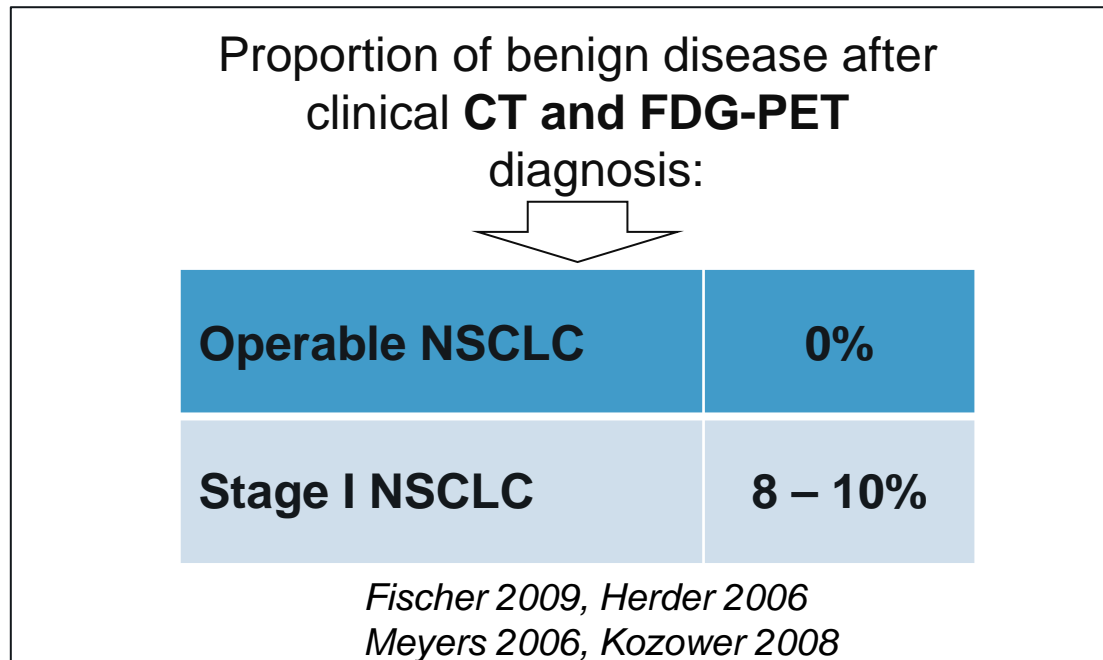 Proportion of benign disease after
clinical CT and FDG-PET
diagnosis:
Operable NSCLC 0%
Stage I NSCLC 8 – 10%
Fischer 2009, Herder 2006
Meyers 2006, Kozower 2008